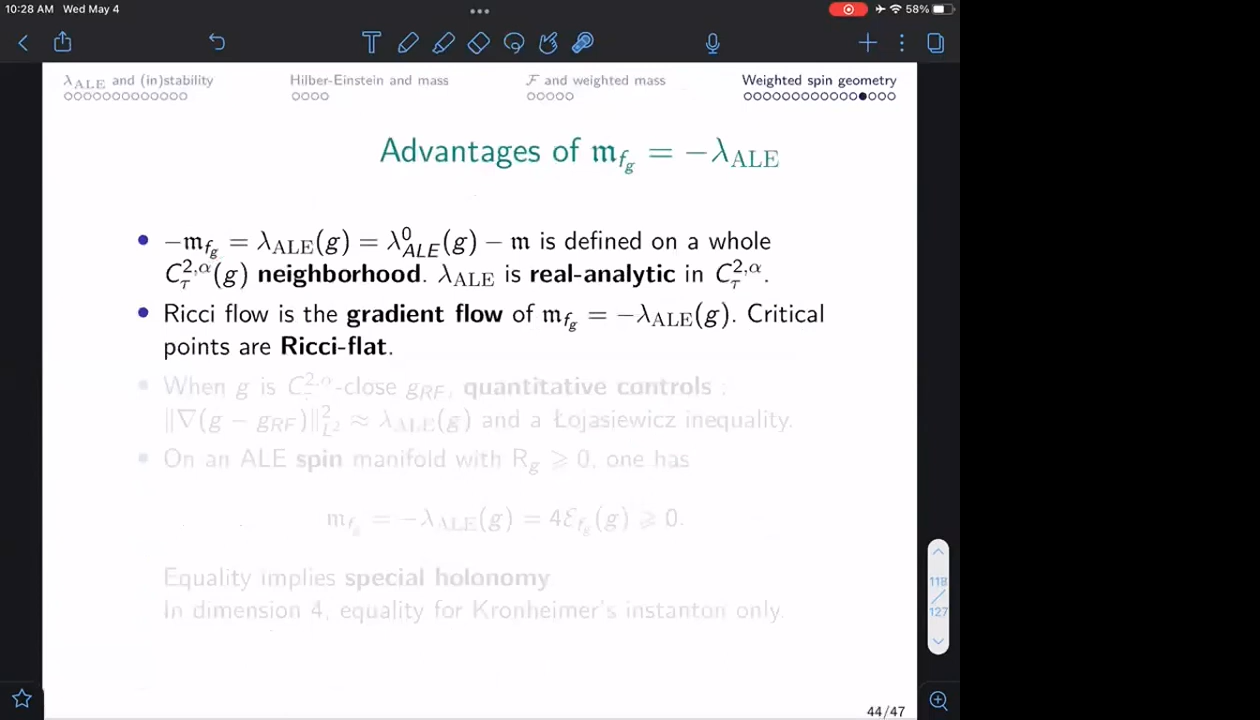 10:28 AM Wed May 4
58%
λ_ALE and (in)stability
Hilber-Einstein and mass
ℱ and weighted mass
Weighted spin geometry
Advantages of 𝔪_{f_g} = −λ_ALE
• −𝔪_{f_g} = λ_ALE(g) = λ⁰_ALE(g) − 𝔪 is defined on a whole
C^{2,α}_τ(g) neighborhood. λ_ALE is real-analytic in C^{2,α}_τ.
• Ricci flow is the gradient flow of 𝔪_{f_g} = −λ_ALE(g). Critical
points are Ricci-flat.
• When g is C^{2,α}_τ-close g_RF, quantitative controls :
‖∇(g − g_RF)‖²_{L²} ≈ λ_ALE(g) and a Łojasiewicz inequality.
• On an ALE spin manifold with R_g ⩾ 0, one has
𝔪_{f_g} = −λ_ALE(g) = 4ℰ_{f_g}(g) ⩾ 0.
Equality implies special holonomy
In dimension 4, equality for Kronheimer's instanton only.
118
/
127
44/47